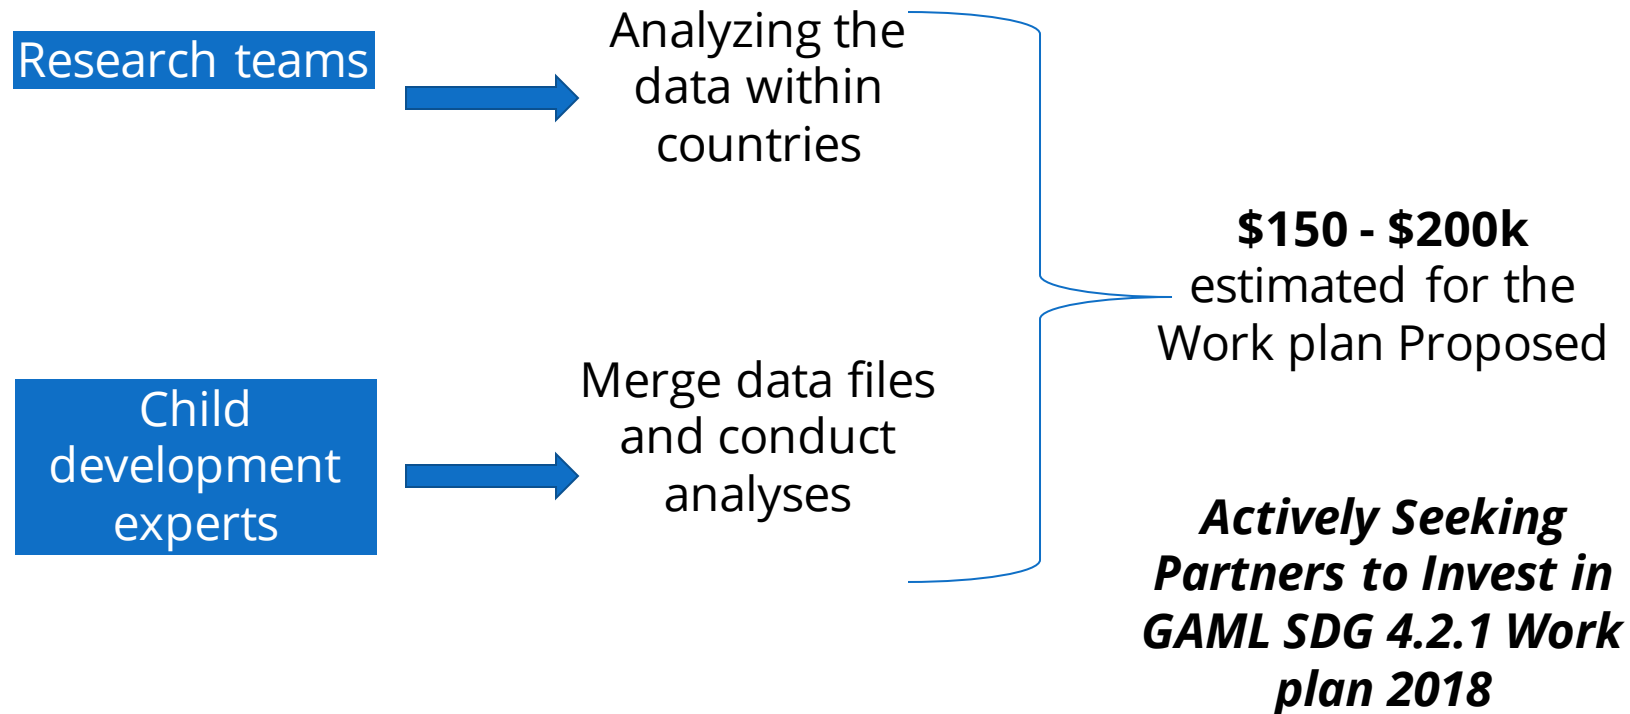 Research teams
Analyzing the
data within
countries
Child
development
experts
Merge data files
and conduct
analyses
$150 - $200k
estimated for the
Work plan Proposed
Actively Seeking
Partners to Invest in
GAML SDG 4.2.1 Work
plan 2018